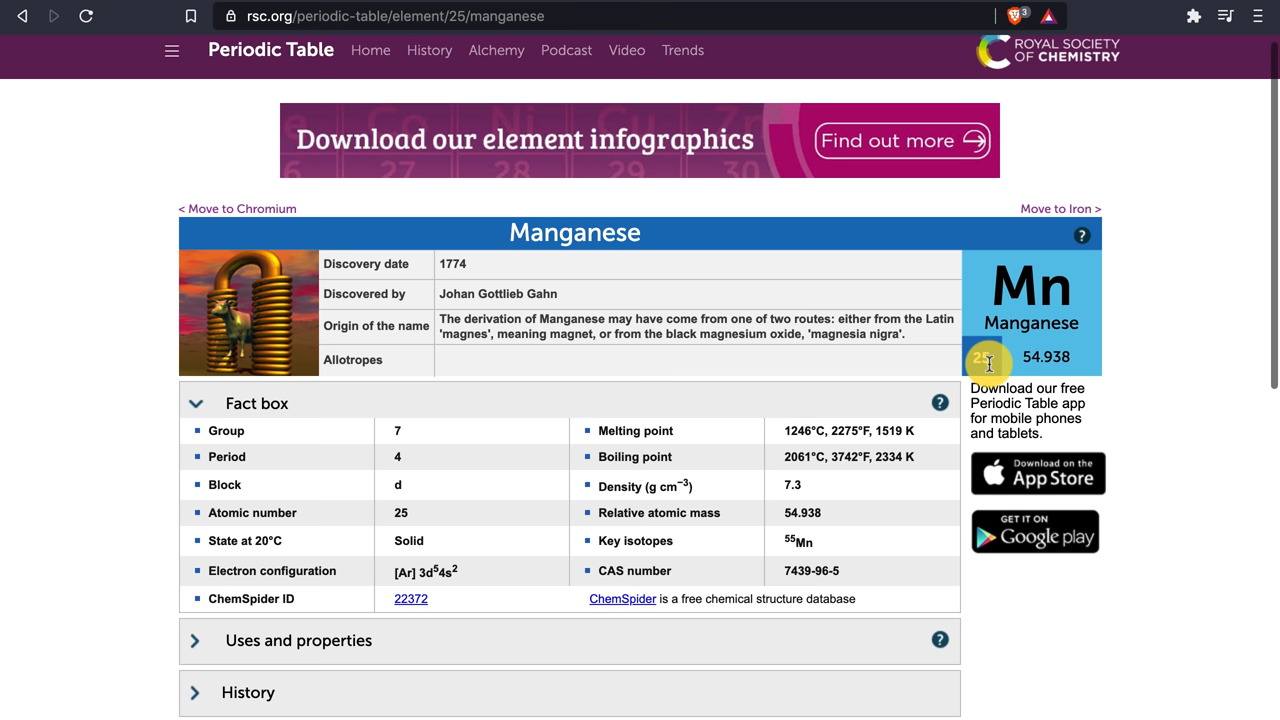 rsc.org/periodic-table/element/25/manganese
3
Periodic Table Home History Alchemy Podcast Video Trends
ROYAL SOCIETY
OF CHEMISTRY
Download our element infographics
Find out more
27 28 29 30
< Move to Chromium
Move to Iron >
Manganese
?
Discovery date 1774
Discovered by Johan Gottlieb Gahn
Origin of the name The derivation of Manganese may have come from one of two routes: either from the Latin
'magnes', meaning magnet, or from the black magnesium oxide, 'magnesia nigra'.
Allotropes
Mn
Manganese
25 54.938
Fact box
?
Group 7 Melting point 1246°C, 2275°F, 1519 K
Period 4 Boiling point 2061°C, 3742°F, 2334 K
Block d Density (g cm⁻³) 7.3
Atomic number 25 Relative atomic mass 54.938
State at 20°C Solid Key isotopes ⁵⁵Mn
Electron configuration [Ar] 3d⁵4s² CAS number 7439-96-5
ChemSpider ID 22372 ChemSpider is a free chemical structure database
Download our free
Periodic Table app
for mobile phones
and tablets.
Download on the
App Store
GET IT ON
Google play
Uses and properties
?
History